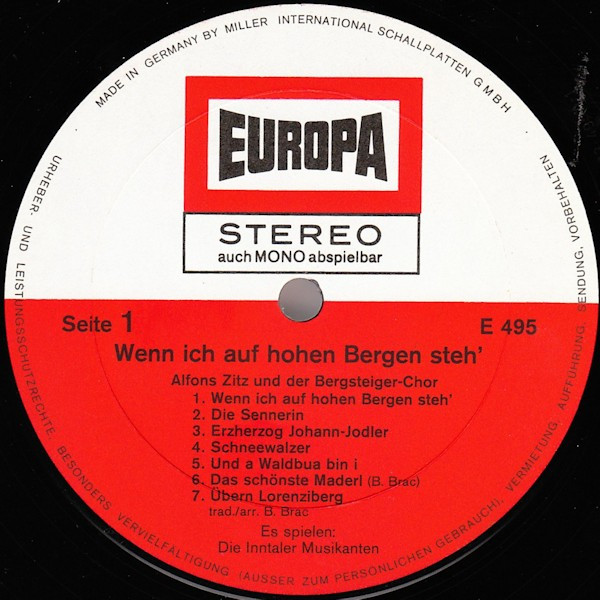 MADE IN GERMANY BY MILLER INTERNATIONAL SCHALLPLATTEN GMBH
EUROPA
STEREO
auch MONO abspielbar
Seite 1
E 495
Wenn ich auf hohen Bergen steh'
Alfons Zitz und der Bergsteiger-Chor
1. Wenn ich auf hohen Bergen steh'
2. Die Sennerin
3. Erzherzog Johann-Jodler
4. Schneewalzer
5. Und a Waldbua bin i
6. Das schönste Maderl (B. Brac)
7. Übern Lorenziberg
trad./arr. B. Brac
Es spielen:
Die Inntaler Musikanten
URHEBER- UND LEISTUNGSSCHUTZRECHTE, BESONDERS VERVIELFÄLTIGUNG (AUSSER ZUM PERSÖNLICHEN GEBRAUCH), VERMIETUNG, AUFFÜHRUNG, SENDUNG, VORBEHALTEN